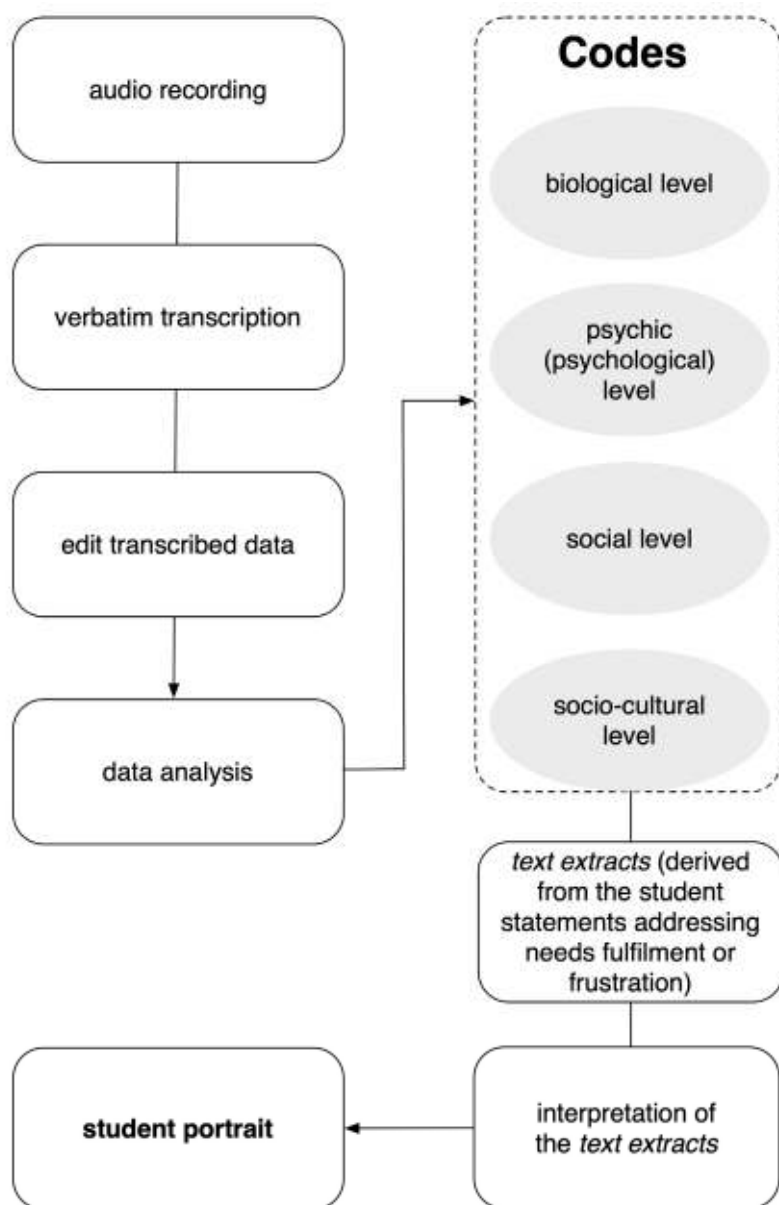 audio recording
verbatim transcription
edit transcribed data
data analysis
Codes
biological level
psychic
(psychological)
level
social level
socio-cultural
level
text extracts (derived
from the student
statements addressing
needs fulfilment or
frustration)
interpretation of
the text extracts
student portrait